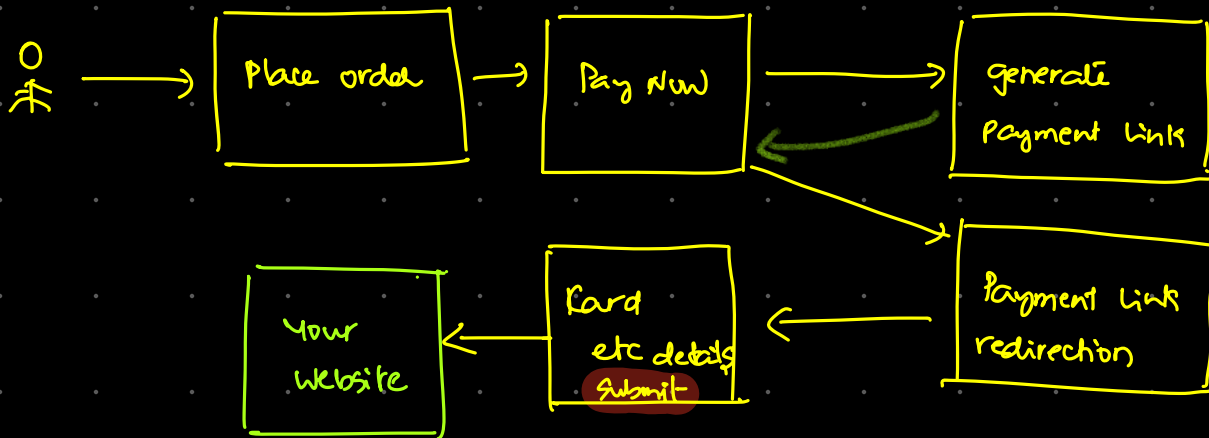 Place order
Pay Now
generate
Payment Link
Payment Link
redirection
Card
etc details
Submit
Your
website